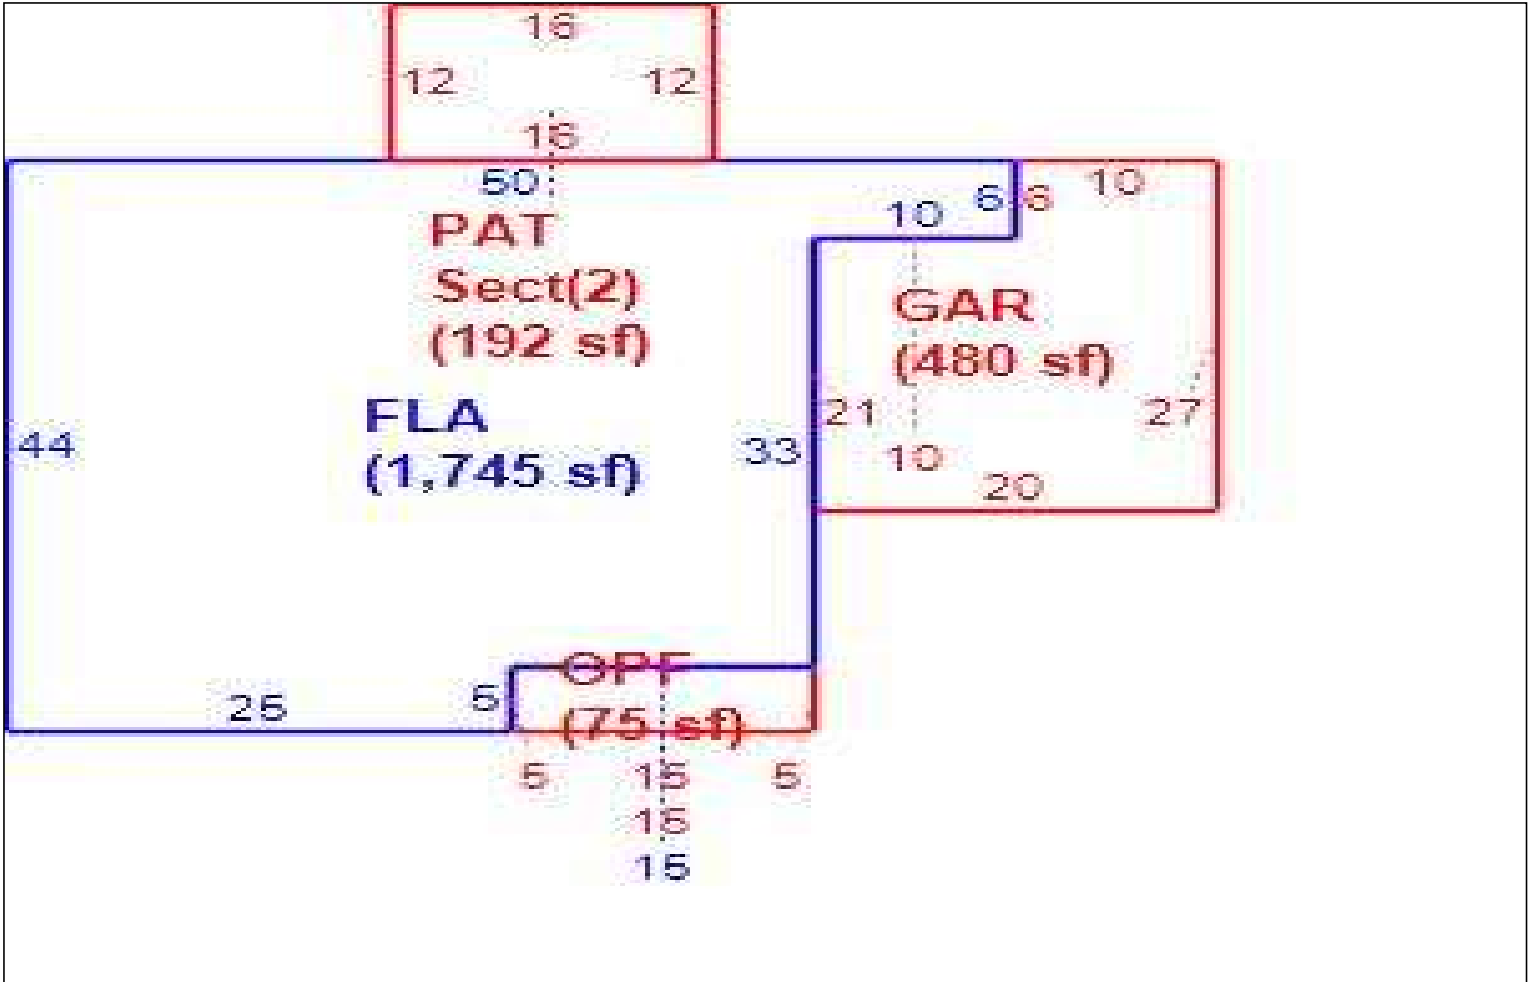 16
12 12
16
50
10 6 6 10
PAT
Sect(2)
(192 sf)
GAR
(480 sf)
FLA
(1,745 sf)
44 33 21 27
10
20
25 5
OPF
(75 sf)
5 15 5
15
15